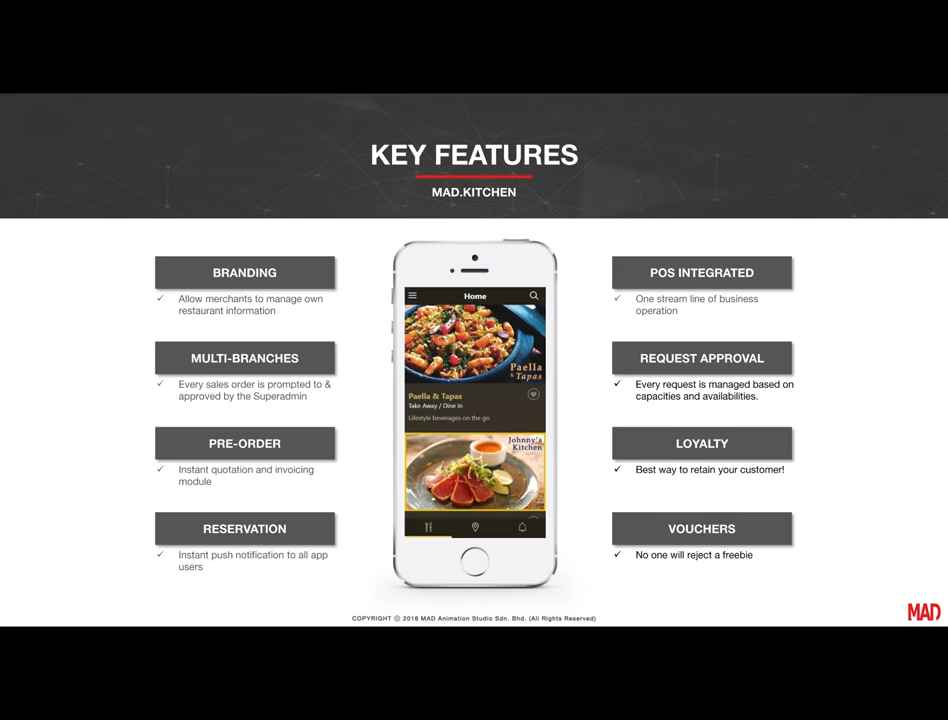 KEY FEATURES
MAD.KITCHEN
BRANDING
✓ Allow merchants to manage own
restaurant information
MULTI-BRANCHES
✓ Every sales order is prompted to &
approved by the Superadmin
PRE-ORDER
✓ Instant quotation and invoicing
module
RESERVATION
✓ Instant push notification to all app
users
Home
Paella
& Tapas
Paella & Tapas
Take Away / Dine In
Lifestyle beverages on the go
Johnny's
Kitchen
POS INTEGRATED
✓ One stream line of business
operation
REQUEST APPROVAL
✓ Every request is managed based on
capacities and availabilities.
LOYALTY
✓ Best way to retain your customer!
VOUCHERS
✓ No one will reject a freebie
COPYRIGHT ⓒ 2018 MAD Animation Studio Sdn. Bhd. (All Rights Reserved)
MAD